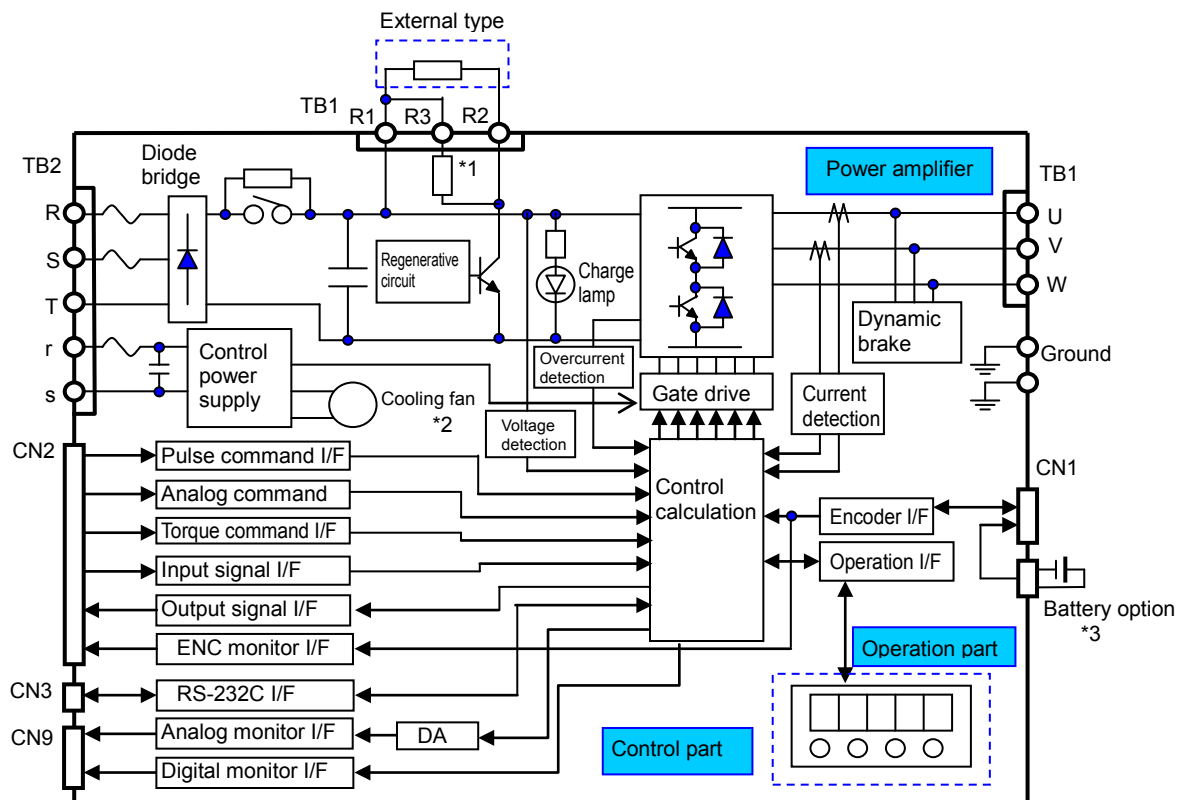 External type
TB1
R1
R3
R2
TB2
Diode
bridge
*1
Power amplifier
TB1
R
S
T
r
s
U
V
W
Regenerative
circuit
Charge
lamp
Dynamic
brake
Ground
Control
power
supply
Cooling fan
*2
Overcurrent
detection
Gate drive
Current
detection
Voltage
detection
CN2
Pulse command I/F
Analog command
Torque command I/F
Input signal I/F
Output signal I/F
ENC monitor I/F
Control
calculation
CN1
Encoder I/F
Operation I/F
Battery option
*3
Operation part
CN3
RS-232C I/F
CN9
Analog monitor I/F
DA
Digital monitor I/F
Control part